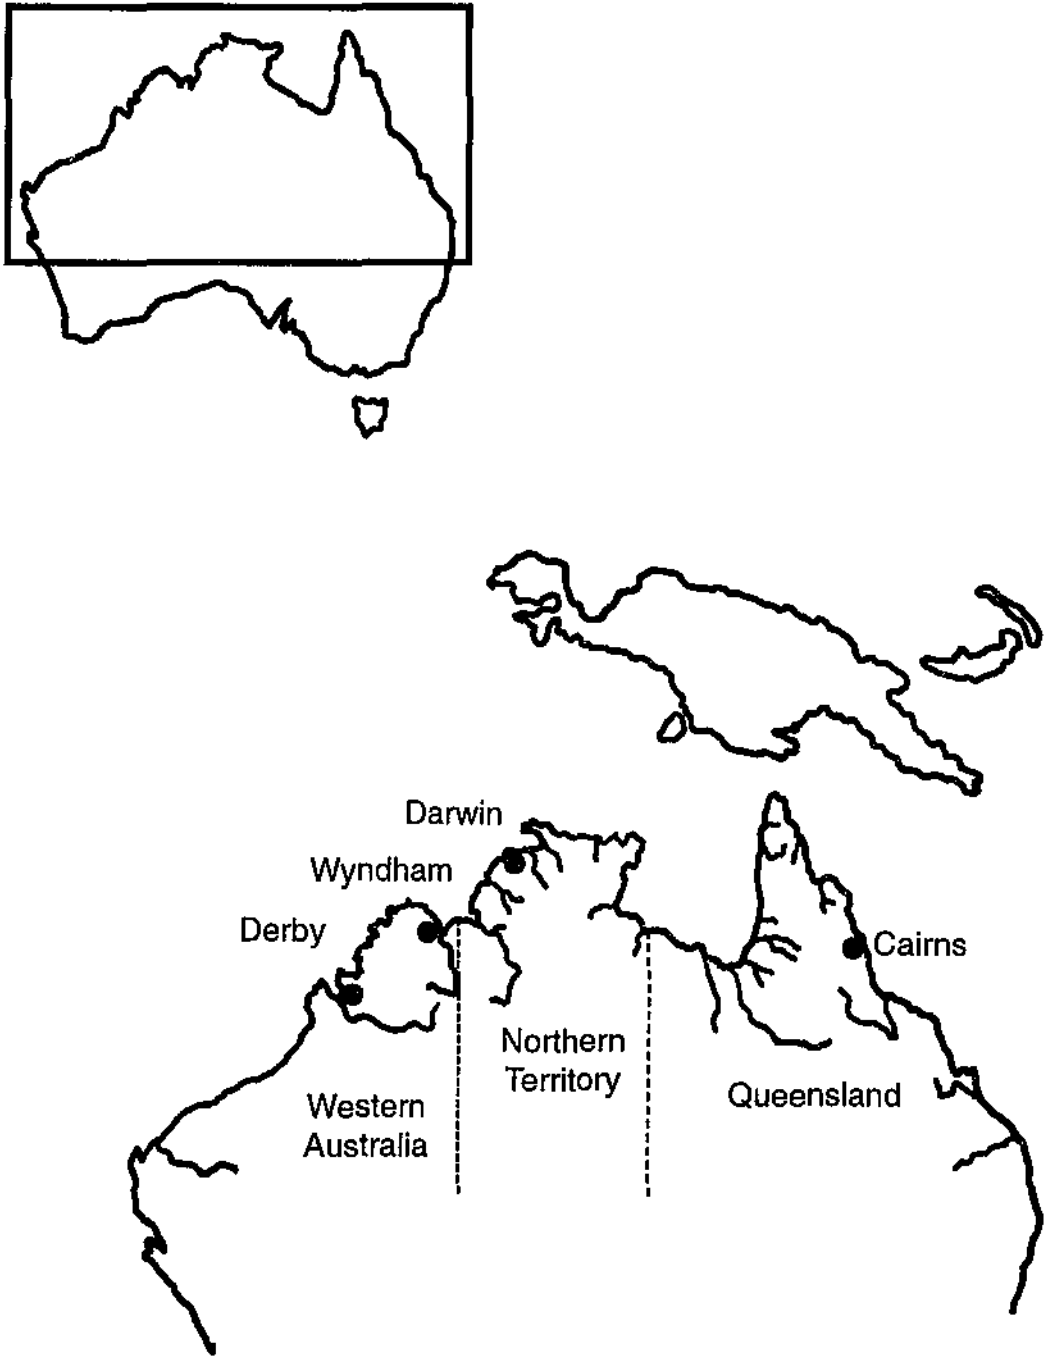 Darwin
Wyndham
Derby
Cairns
Northern
Territory
Queensland
Western
Australia